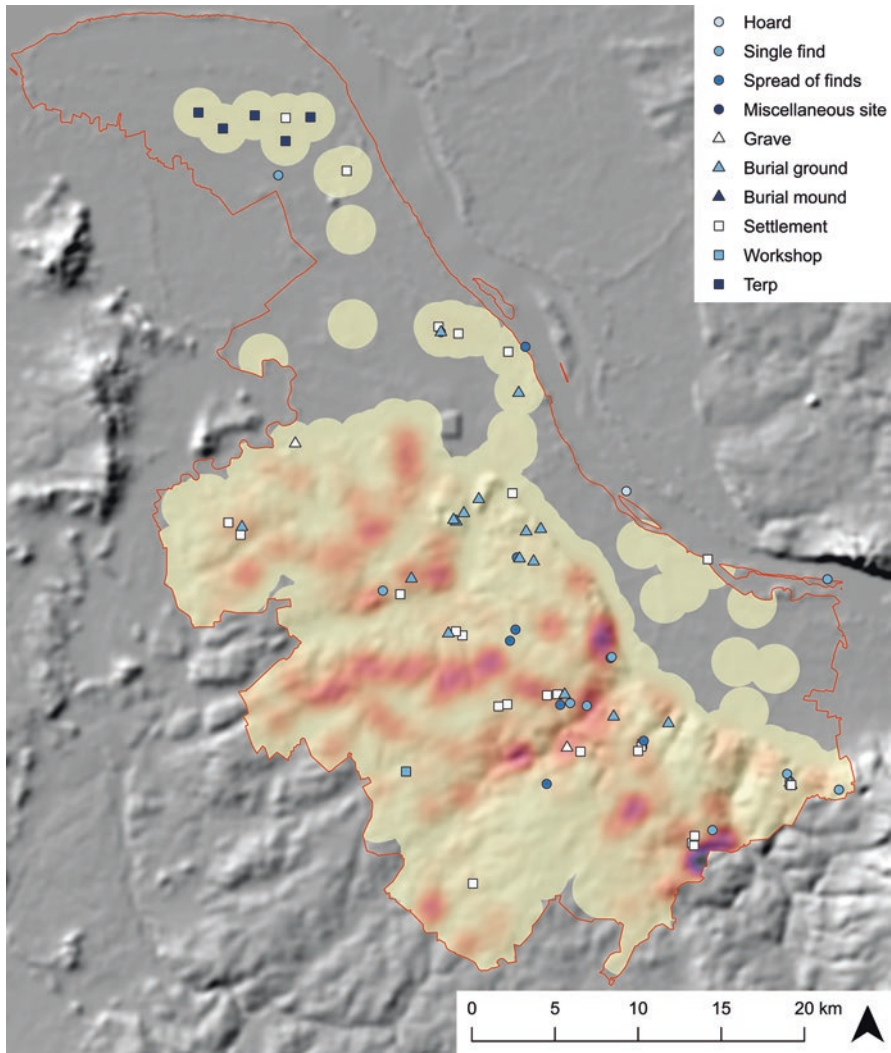 Hoard
Single find
Spread of finds
Miscellaneous site
Grave
Burial ground
Burial mound
Settlement
Workshop
Terp
0 5 10 15 20 km